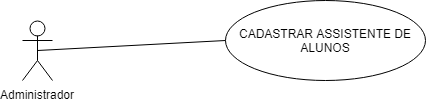 CADASTRAR ASSISTENTE DE
ALUNOS
Administrador